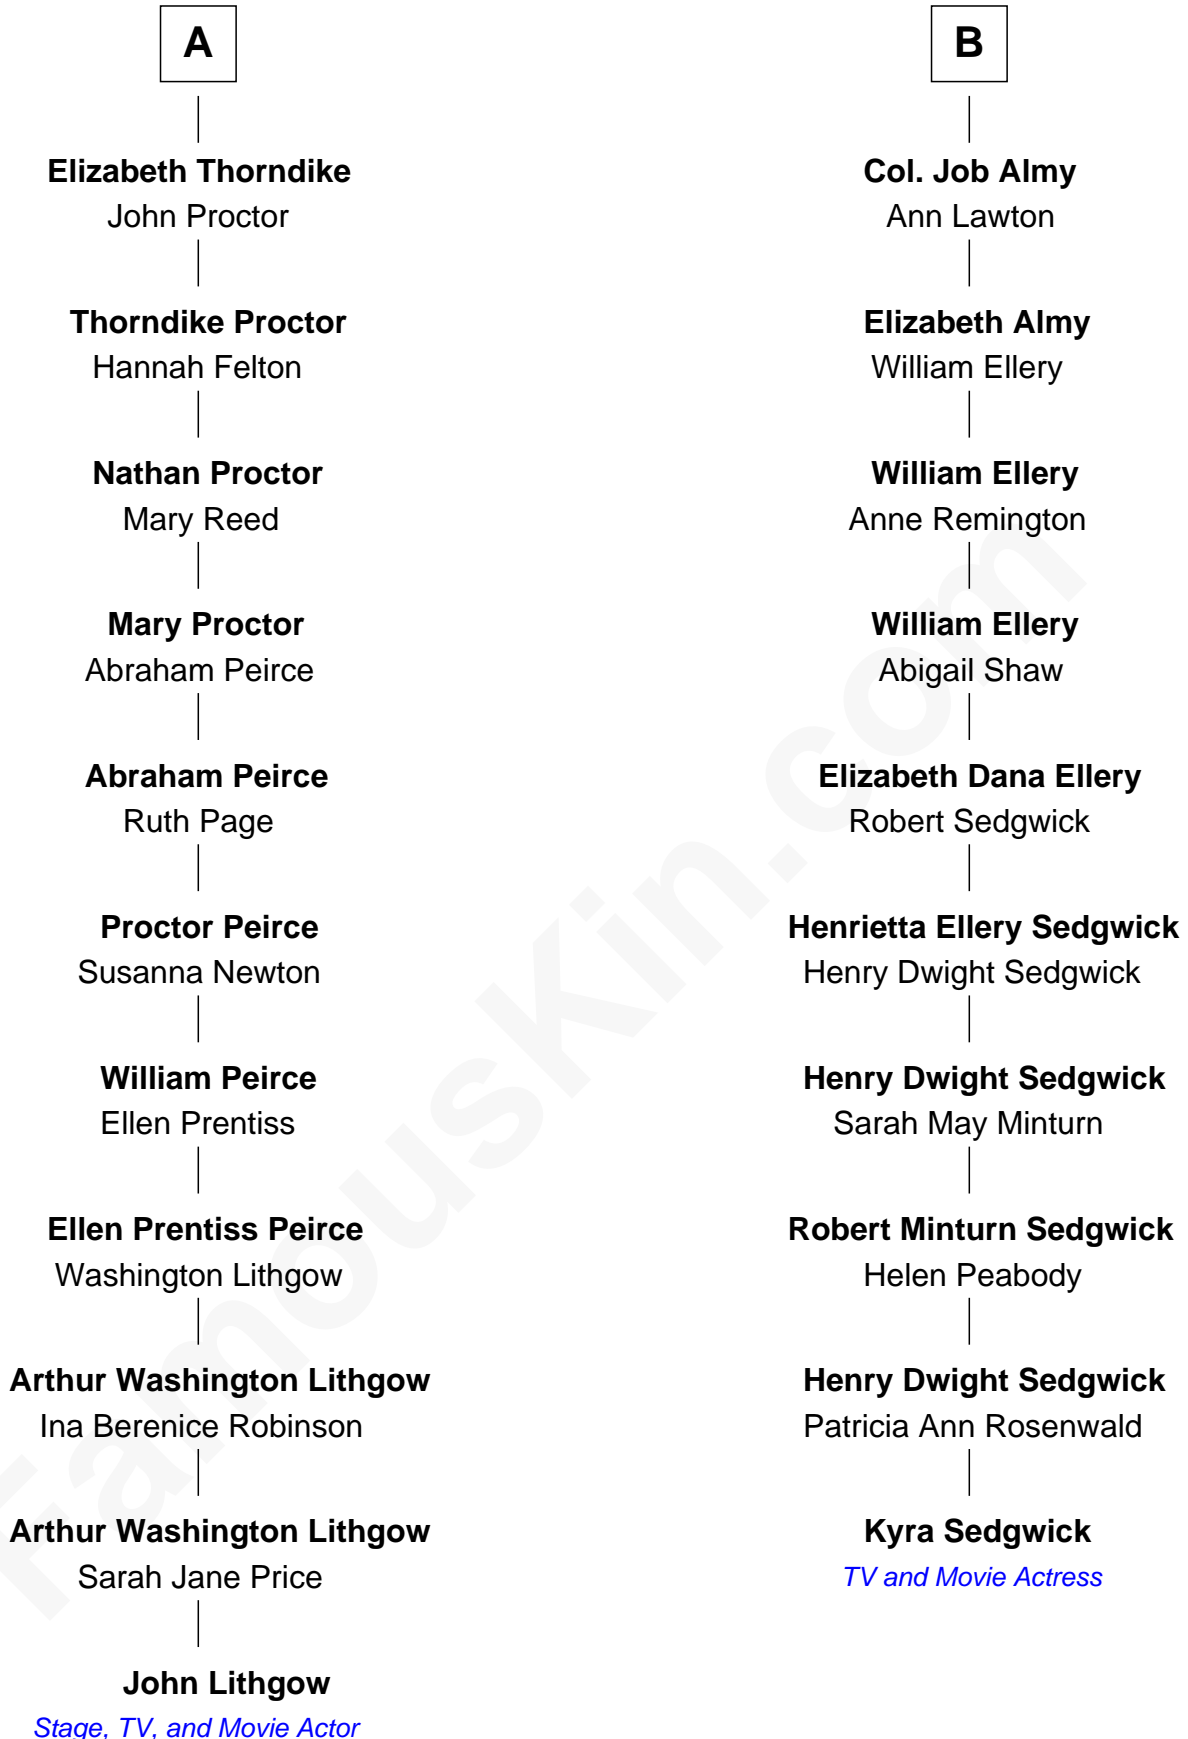 A
Elizabeth Thorndike
John Proctor
Thorndike Proctor
Hannah Felton
Nathan Proctor
Mary Reed
Mary Proctor
Abraham Peirce
Abraham Peirce
Ruth Page
Proctor Peirce
Susanna Newton
William Peirce
Ellen Prentiss
Ellen Prentiss Peirce
Washington Lithgow
Arthur Washington Lithgow
Ina Berenice Robinson
Arthur Washington Lithgow
Sarah Jane Price
John Lithgow
Stage, TV, and Movie Actor
B
Col. Job Almy
Ann Lawton
Elizabeth Almy
William Ellery
William Ellery
Anne Remington
William Ellery
Abigail Shaw
Elizabeth Dana Ellery
Robert Sedgwick
Henrietta Ellery Sedgwick
Henry Dwight Sedgwick
Henry Dwight Sedgwick
Sarah May Minturn
Robert Minturn Sedgwick
Helen Peabody
Henry Dwight Sedgwick
Patricia Ann Rosenwald
Kyra Sedgwick
TV and Movie Actress
FamousKin.com